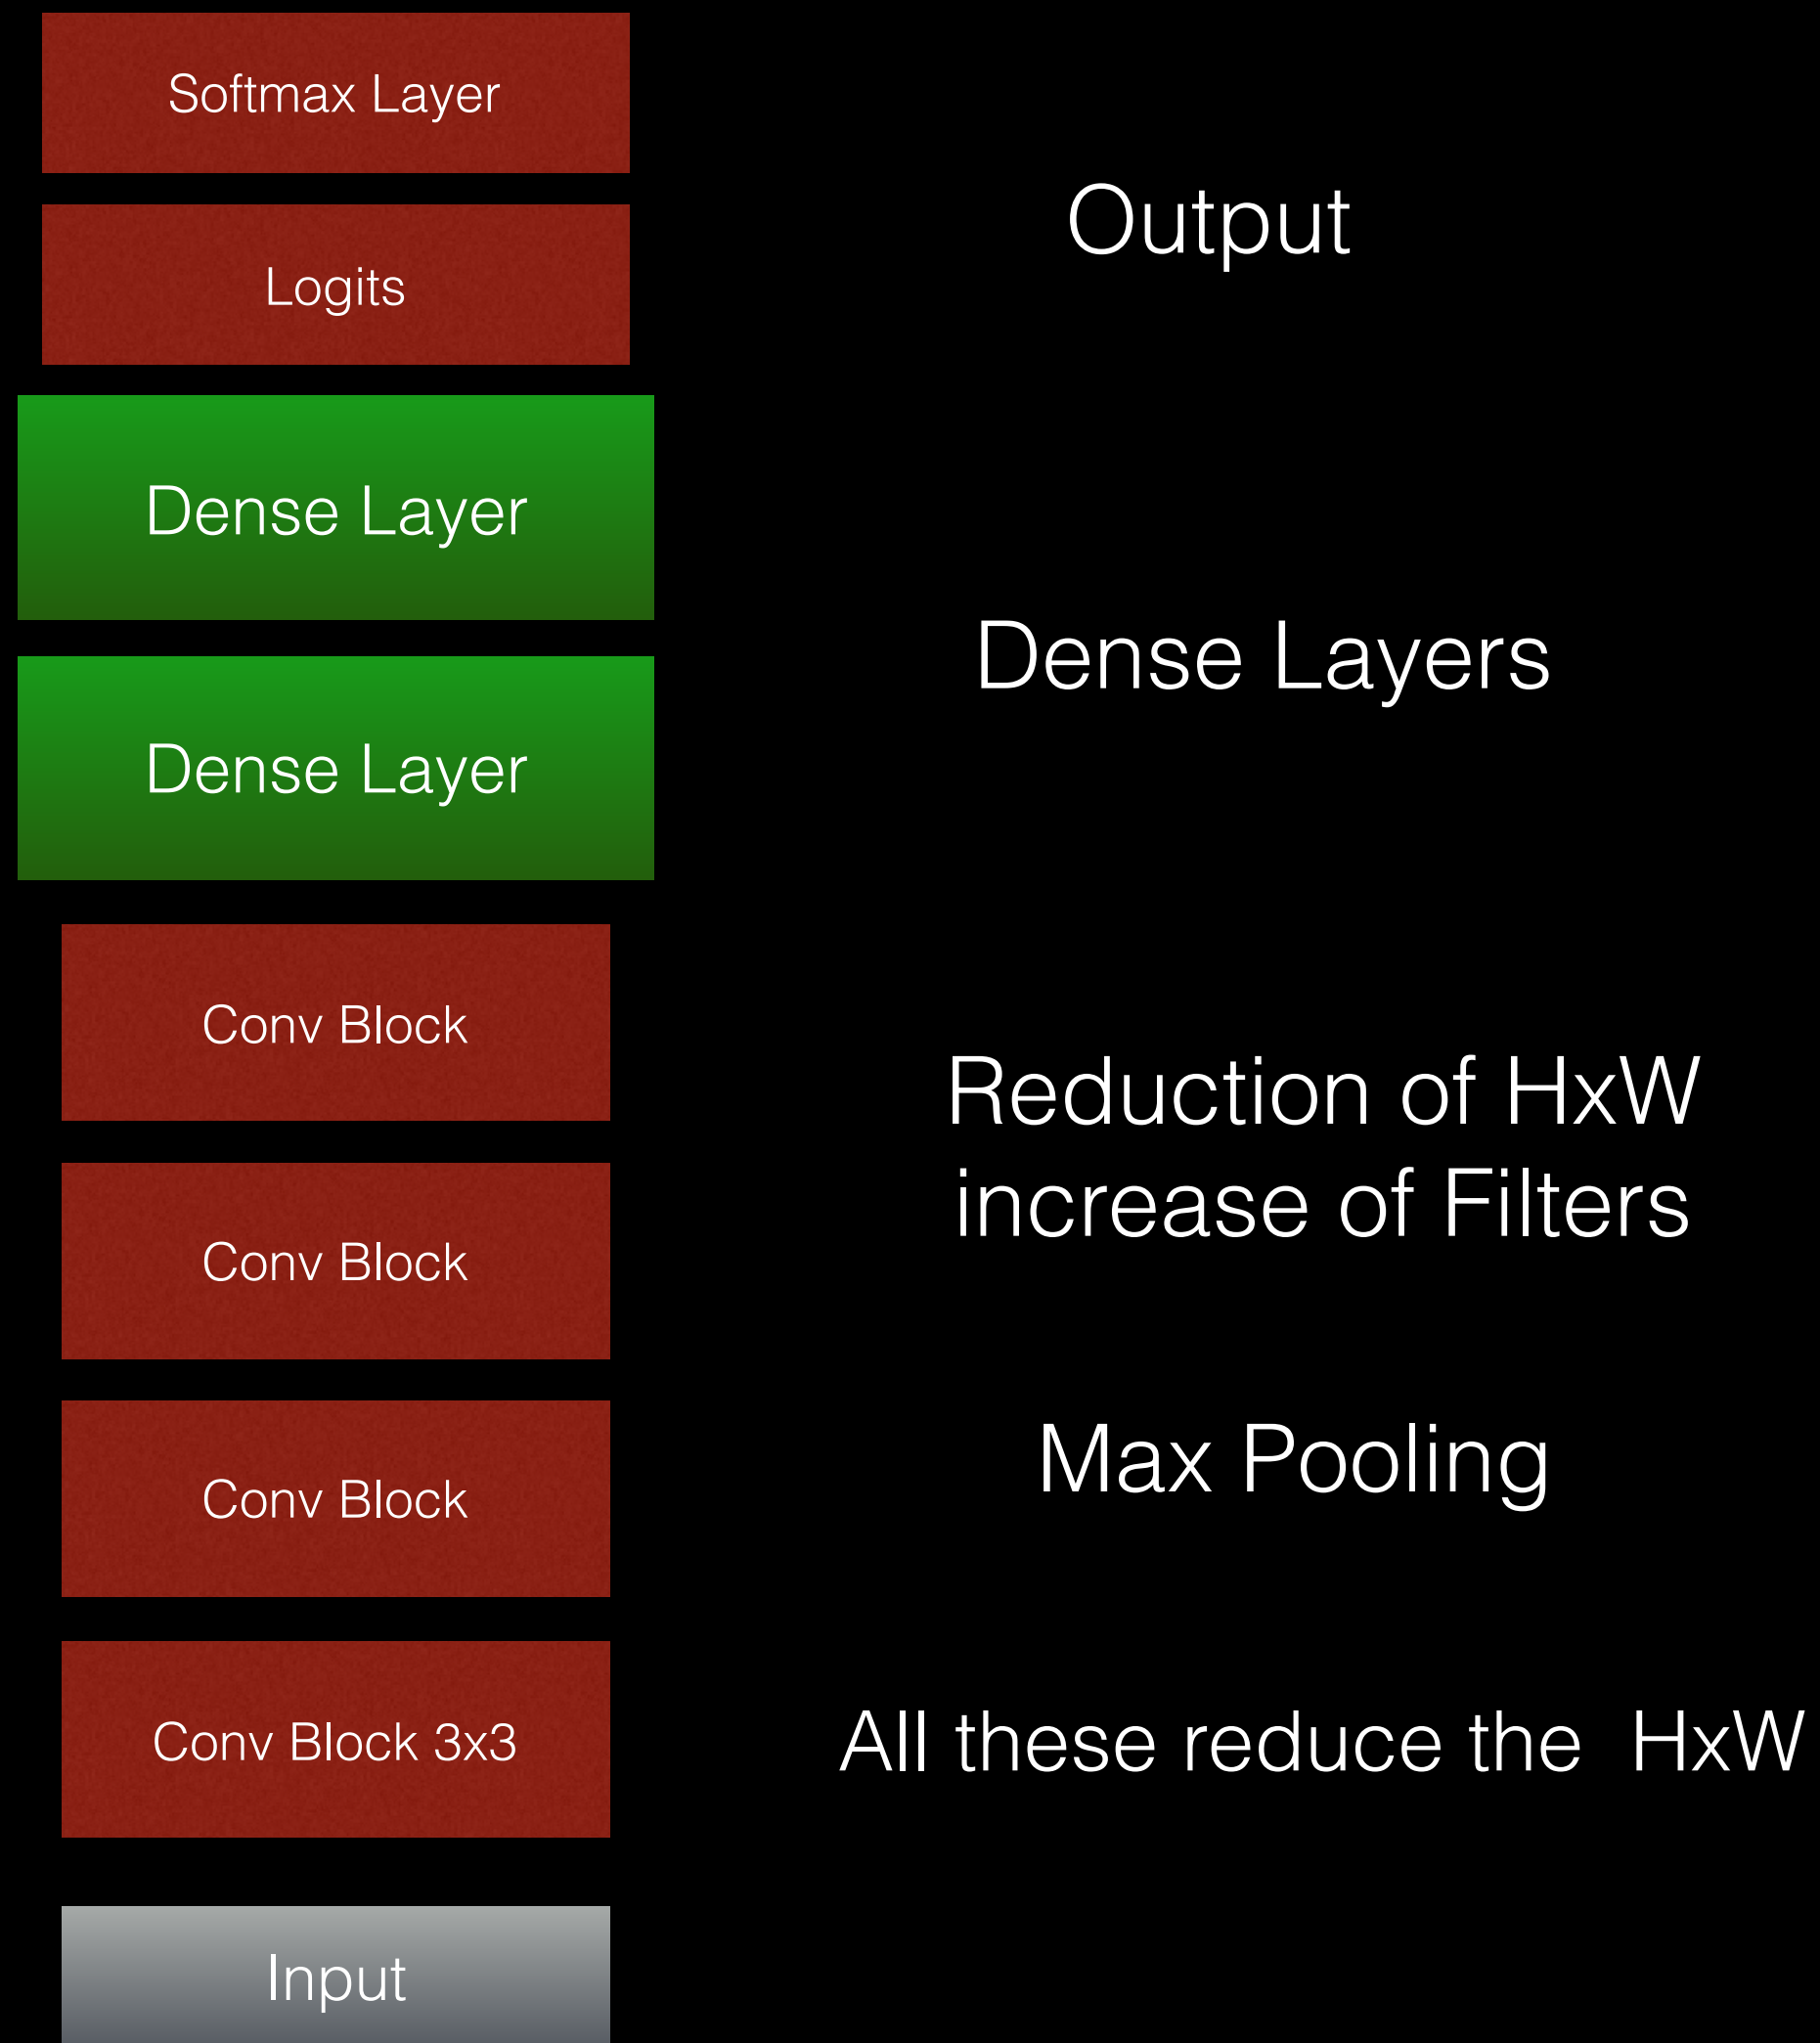 Softmax Layer
Output
Logits
Dense Layer
Dense Layers
Dense Layer
Conv Block
Reduction of HxW
increase of Filters
Conv Block
Max Pooling
Conv Block
Conv Block 3x3
All these reduce the  HxW
Input